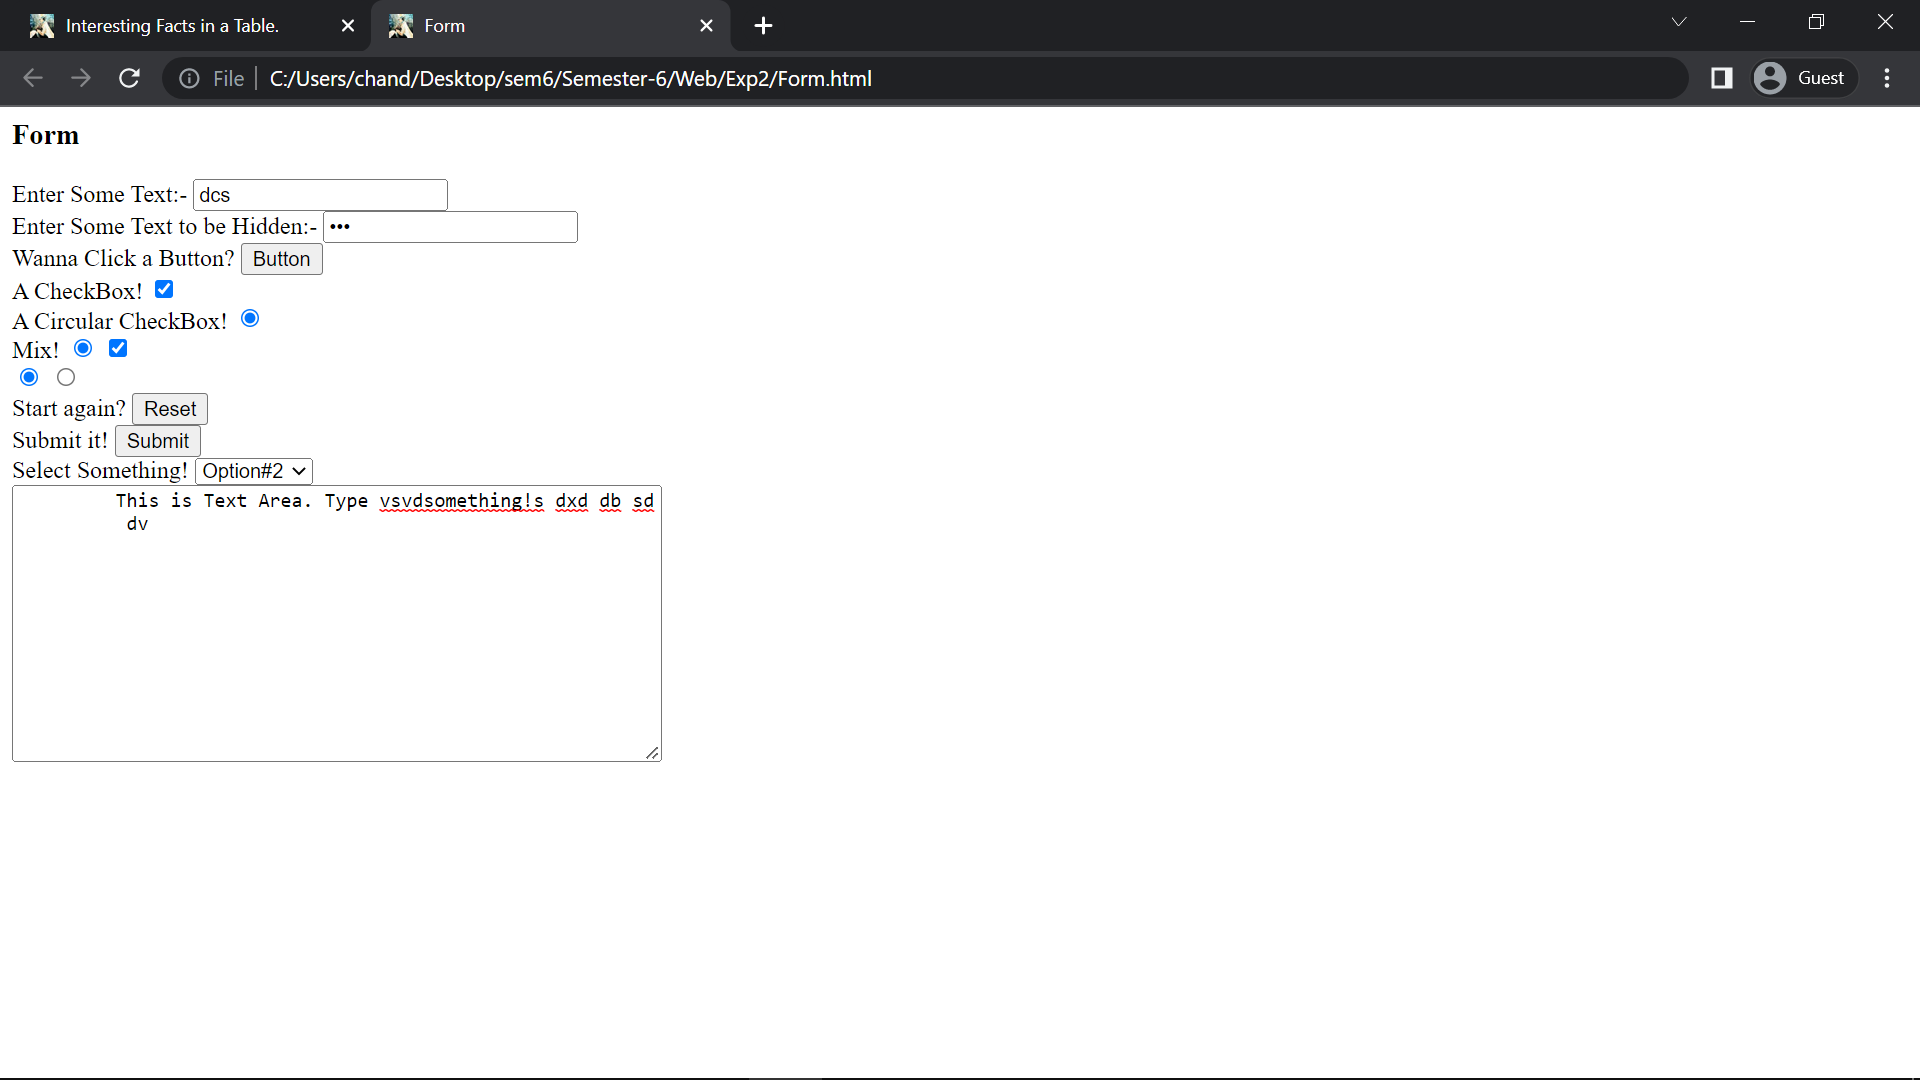 Interesting Facts in a Table.
Form
File
C:/Users/chand/Desktop/sem6/Semester-6/Web/Exp2/Form.html
Guest
Form
Enter Some Text:- dcs
Enter Some Text to be Hidden:- •••
Wanna Click a Button? Button
A CheckBox!
A Circular CheckBox!
Mix!
Start again? Reset
Submit it! Submit
Select Something! Option#2
This is Text Area. Type vsvdsomething!s dxd db sd
dv